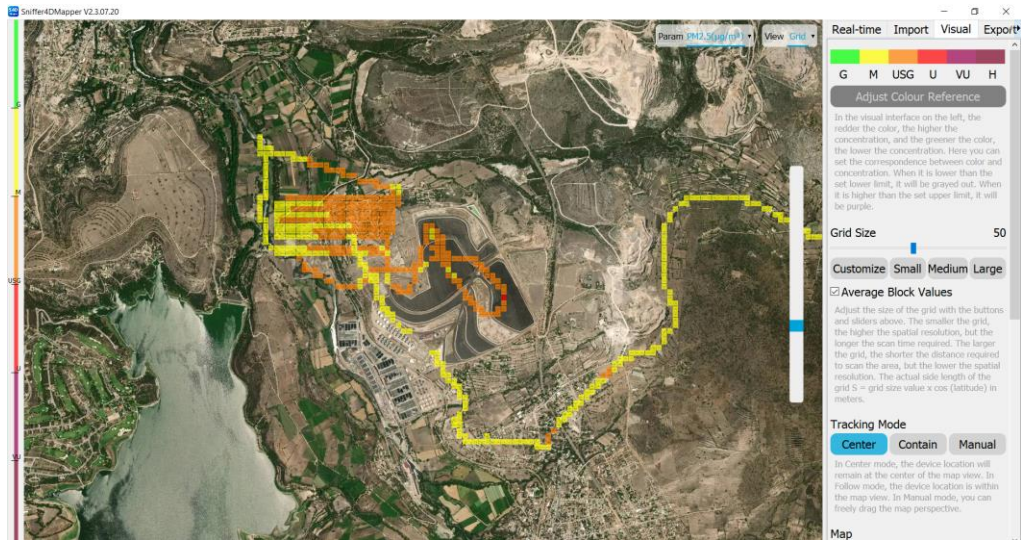 Sniffer4DMapper V2.3.07.20
Param PM2.5(μg/m³) View Grid
Real-time Import Visual Export
G M USG U VU H
Adjust Colour Reference
In the visual interface on the left, the
redder the color, the higher the
concentration, and the greener the color,
the lower the concentration. Here you can
set the correspondence between color and
concentration. When it is lower than the
set lower limit, it will be grayed out. When
it is higher than the set upper limit, it will
be purple.
Grid Size 50
Customize Small Medium Large
Average Block Values
Adjust the size of the grid with the buttons
and sliders above. The smaller the grid,
the higher the spatial resolution, but the
longer the scan time required. The larger
the grid, the shorter the distance required
to scan the area, but the lower the spatial
resolution. The actual side length of the
grid S = grid size value x cos (latitude) in
meters.
Tracking Mode
Center Contain Manual
In Center mode, the device location will
remain at the center of the map view. In
Follow mode, the device location is within
the map view. In Manual mode, you can
freely drag the map perspective.
Map
G
M
USG
U
VU